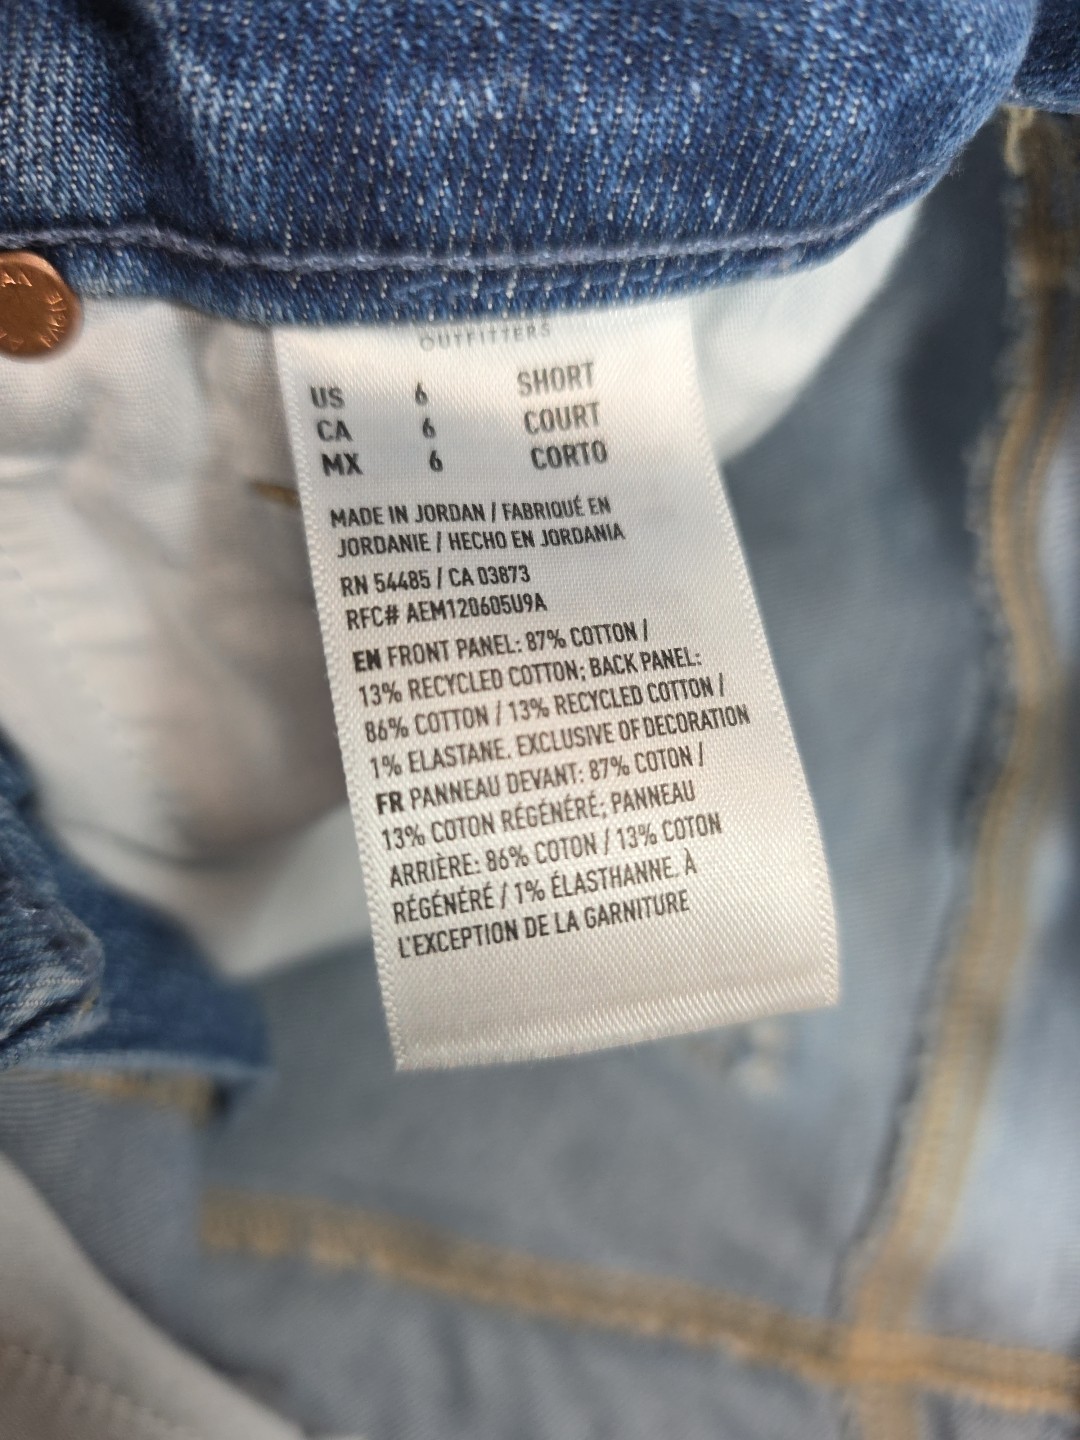 OUTFITTERS
US 6 SHORT
CA 6 COURT
MX 6 CORTO
MADE IN JORDAN / FABRIQUÉ EN
JORDANIE / HECHO EN JORDANIA
RN 54485 / CA 03873
RFC# AEM120605U9A
EN FRONT PANEL: 87% COTTON /
13% RECYCLED COTTON; BACK PANEL:
86% COTTON / 13% RECYCLED COTTON /
1% ELASTANE. EXCLUSIVE OF DECORATION
FR PANNEAU DEVANT: 87% COTON /
13% COTON RÉGÉNÉRÉ; PANNEAU
ARRIÈRE: 86% COTON / 13% COTON
RÉGÉNÉRÉ / 1% ÉLASTHANNE. À
L'EXCEPTION DE LA GARNITURE